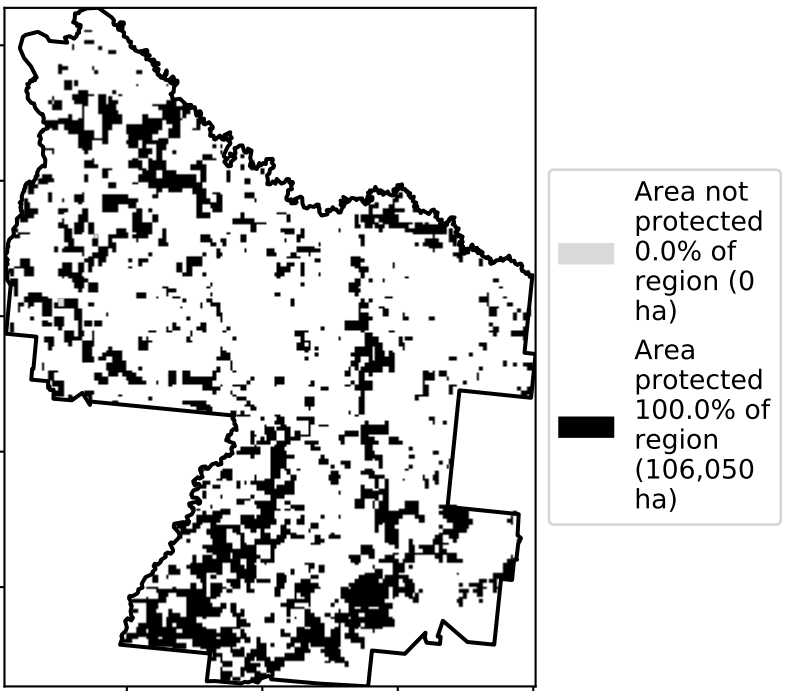 Area not
protected
0.0% of
region (0
ha)
Area
protected
100.0% of
region
(106,050
ha)